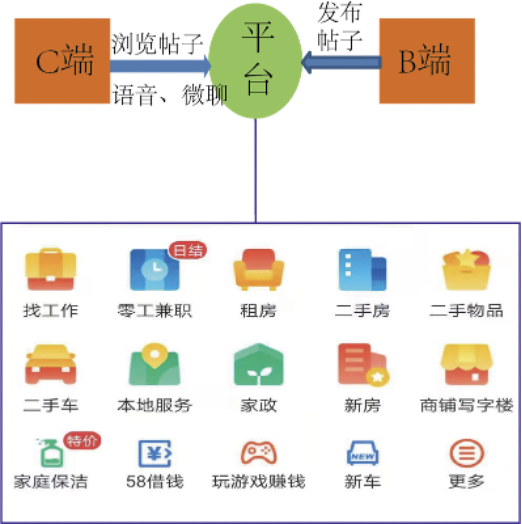 C端
浏览帖子
语音、微聊
平台
发布
帖子
B端
日结
找工作 零工兼职 租房 二手房 二手物品
二手车 本地服务 家政 新房 商铺写字楼
特价
¥ NEW
家庭保洁 58借钱 玩游戏赚钱 新车 更多